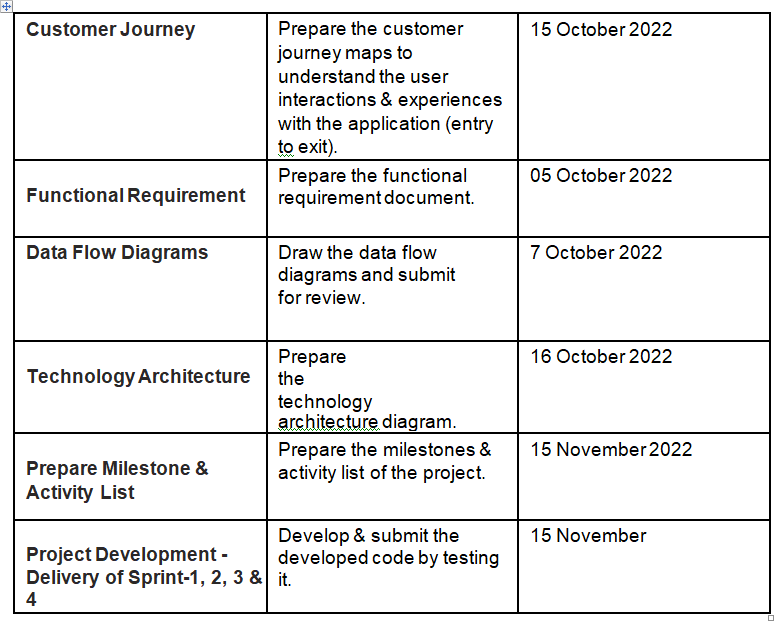 Customer Journey
Prepare the customer
journey maps to
understand the user
interactions & experiences
with the application (entry
to exit).
15 October 2022
Functional Requirement
Prepare the functional
requirement document.
05 October 2022
Data Flow Diagrams
Draw the data flow
diagrams and submit
for review.
7 October 2022
Technology Architecture
Prepare
the
technology
architecture diagram.
16 October 2022
Prepare Milestone &
Activity List
Prepare the milestones &
activity list of the project.
15 November 2022
Project Development -
Delivery of Sprint-1, 2, 3 &
4
Develop & submit the
developed code by testing
it.
15 November